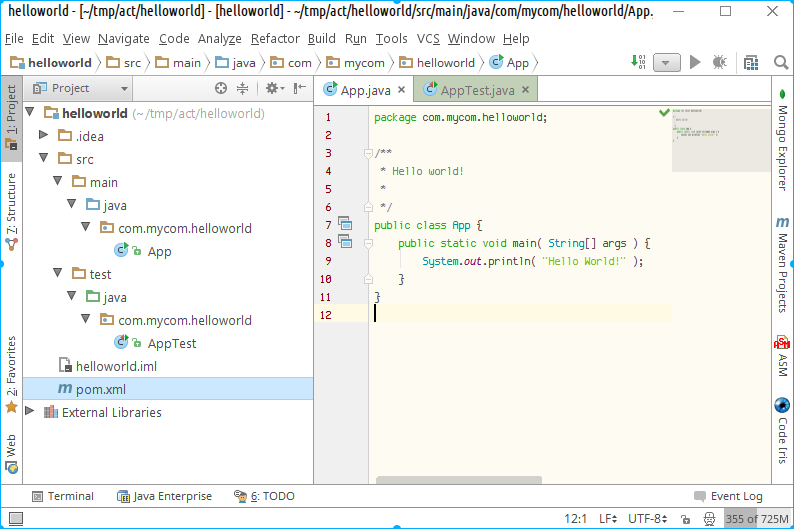 helloworld - [~/tmp/act/helloworld] - [helloworld] - ~/tmp/act/helloworld/src/main/java/com/mycom/helloworld/App.
File Edit View Navigate Code Analyze Refactor Build Run Tools VCS Window Help
helloworld src main java com mycom helloworld App
1: Project
7: Structure
2: Favorites
Web
Project
helloworld (~/tmp/act/helloworld)
.idea
src
main
java
com.mycom.helloworld
App
test
java
com.mycom.helloworld
AppTest
helloworld.iml
pom.xml
External Libraries
App.java AppTest.java
1 package com.mycom.helloworld;
2
3 /**
4 * Hello world!
5 *
6 */
7 public class App {
8 public static void main( String[] args ) {
9 System.out.println( "Hello World!" );
10 }
11 }
12
Mongo Explorer
Maven Projects
ASM
Code Iris
Terminal Java Enterprise 6: TODO Event Log
12:1 LF UTF-8 355 of 725M